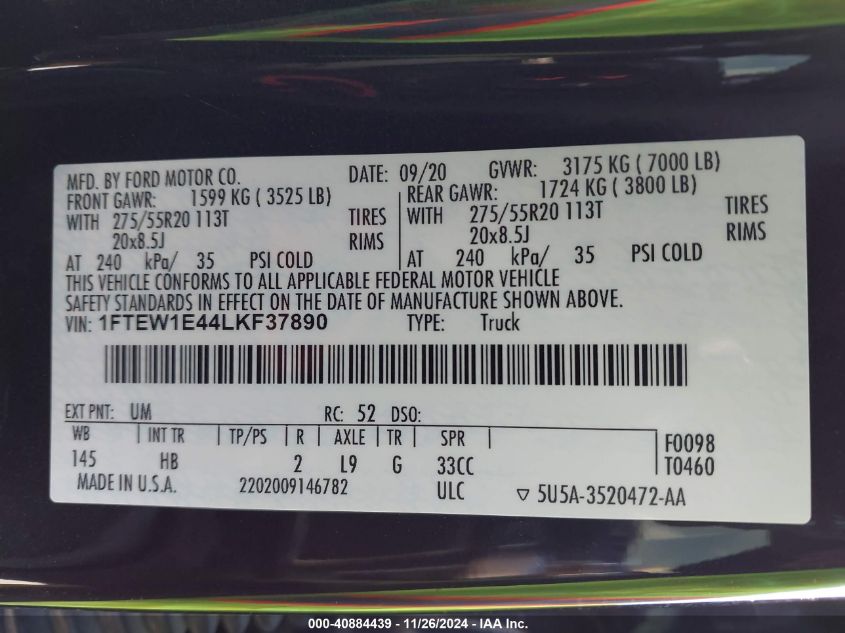 MFD. BY FORD MOTOR CO. DATE: 09/20 GVWR: 3175 KG ( 7000 LB)
FRONT GAWR: 1599 KG ( 3525 LB) REAR GAWR: 1724 KG ( 3800 LB)
WITH 275/55R20 113T TIRES WITH 275/55R20 113T TIRES
20x8.5J RIMS 20x8.5J RIMS
AT 240 kPa/ 35 PSI COLD AT 240 kPa/ 35 PSI COLD
THIS VEHICLE CONFORMS TO ALL APPLICABLE FEDERAL MOTOR VEHICLE
SAFETY STANDARDS IN EFFECT ON THE DATE OF MANUFACTURE SHOWN ABOVE.
VIN: 1FTEW1E44LKF37890 TYPE: Truck
EXT PNT: UM RC: 52 DSO:
WB INT TR TP/PS R AXLE TR SPR F0098
145 HB 2 L9 G 33CC T0460
MADE IN U.S.A. 2202009146782 ULC ▽ 5U5A-3520472-AA
000-40884439 - 11/26/2024 - IAA Inc.